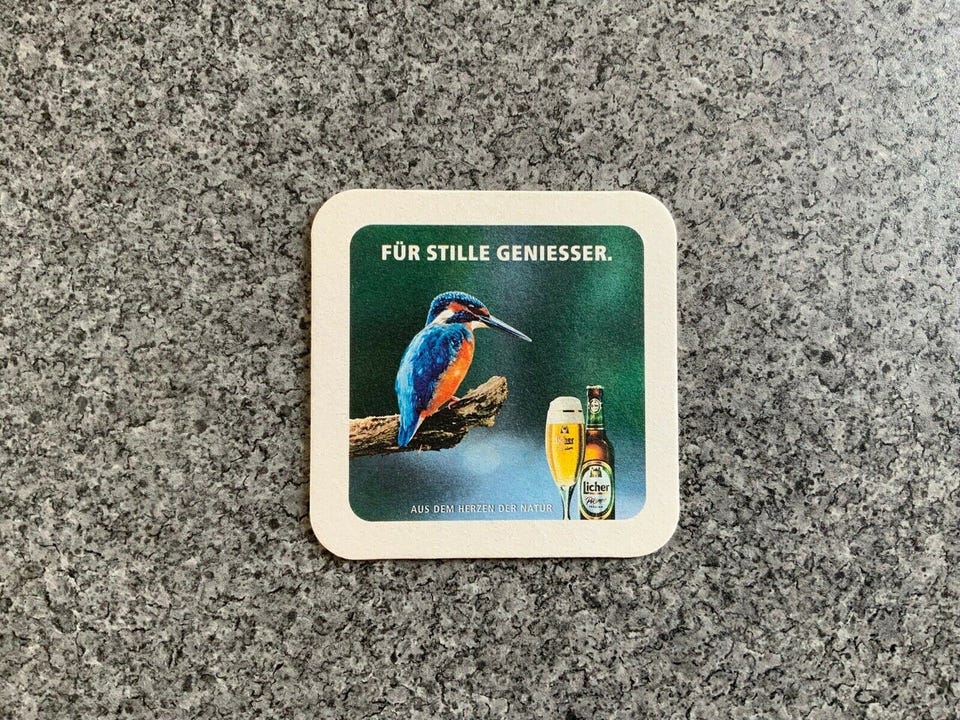 FÜR STILLE GENIESSER.
AUS DEM HERZEN DER NATUR
Licher